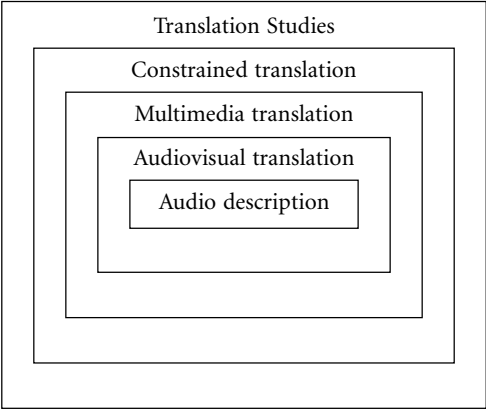 Translation Studies
Constrained translation
Multimedia translation
Audiovisual translation
Audio description